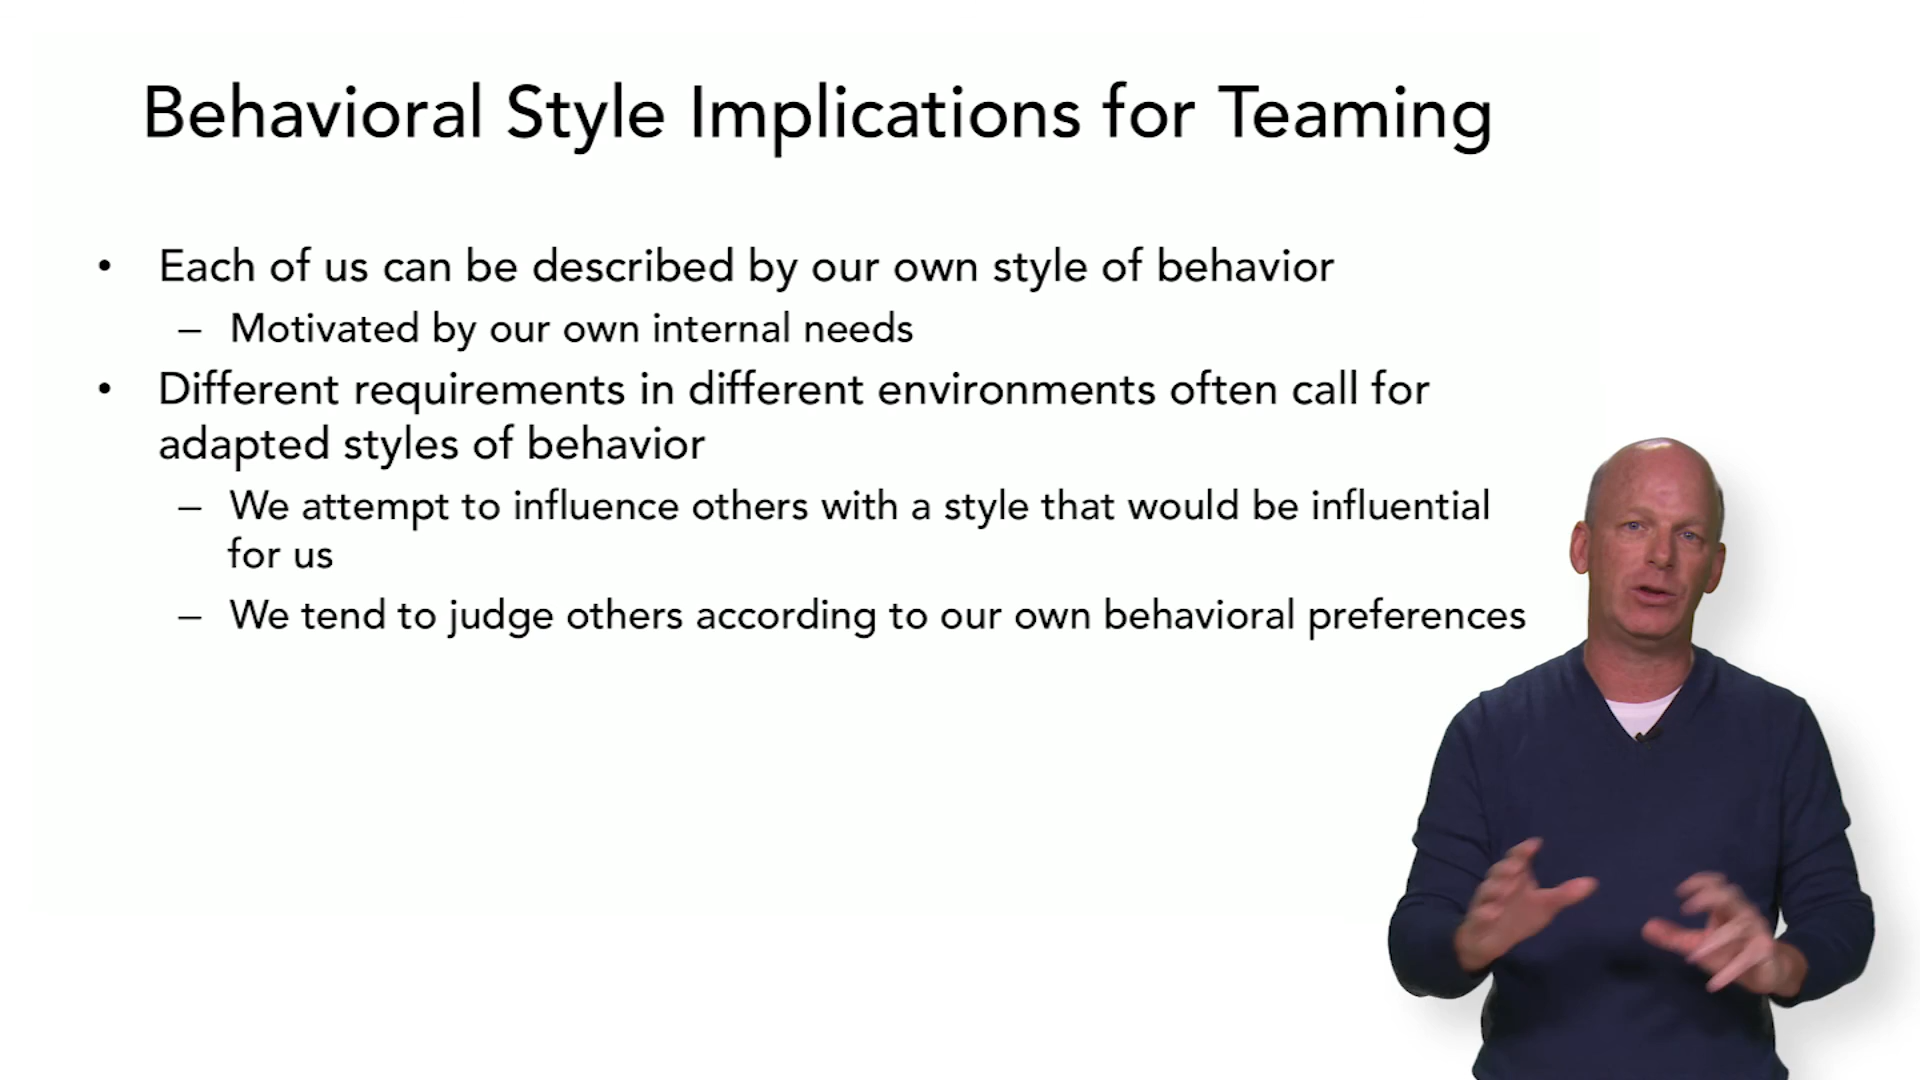 Behavioral Style Implications for Teaming
• Each of us can be described by our own style of behavior
– Motivated by our own internal needs
• Different requirements in different environments often call for
adapted styles of behavior
– We attempt to influence others with a style that would be influential
for us
– We tend to judge others according to our own behavioral preferences